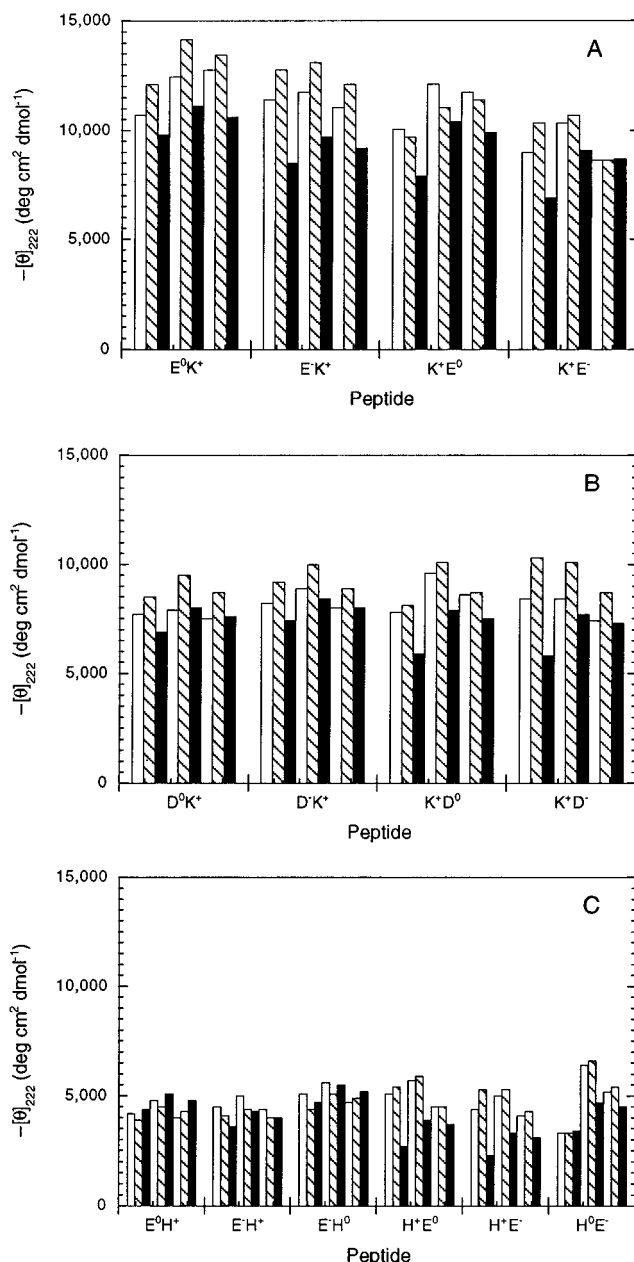 A
15,000
10,000
5,000
0
−[θ]₂₂₂ (deg cm² dmol⁻¹)
E⁰K⁺ E⁻K⁺ K⁺E⁰ K⁺E⁻
Peptide
B
15,000
10,000
5,000
0
−[θ]₂₂₂ (deg cm² dmol⁻¹)
D⁰K⁺ D⁻K⁺ K⁺D⁰ K⁺D⁻
Peptide
C
15,000
10,000
5,000
0
−[θ]₂₂₂ (deg cm² dmol⁻¹)
E⁰H⁺ E⁻H⁺ E⁻H⁰ H⁺E⁰ H⁺E⁻ H⁰E⁻
Peptide